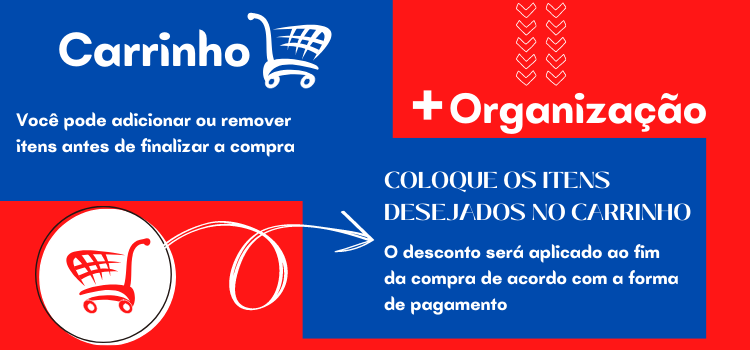 Carrinho
Você pode adicionar ou remover
itens antes de finalizar a compra
+Organização
COLOQUE OS ITENS
DESEJADOS NO CARRINHO
O desconto será aplicado ao fim
da compra de acordo com a forma
de pagamento